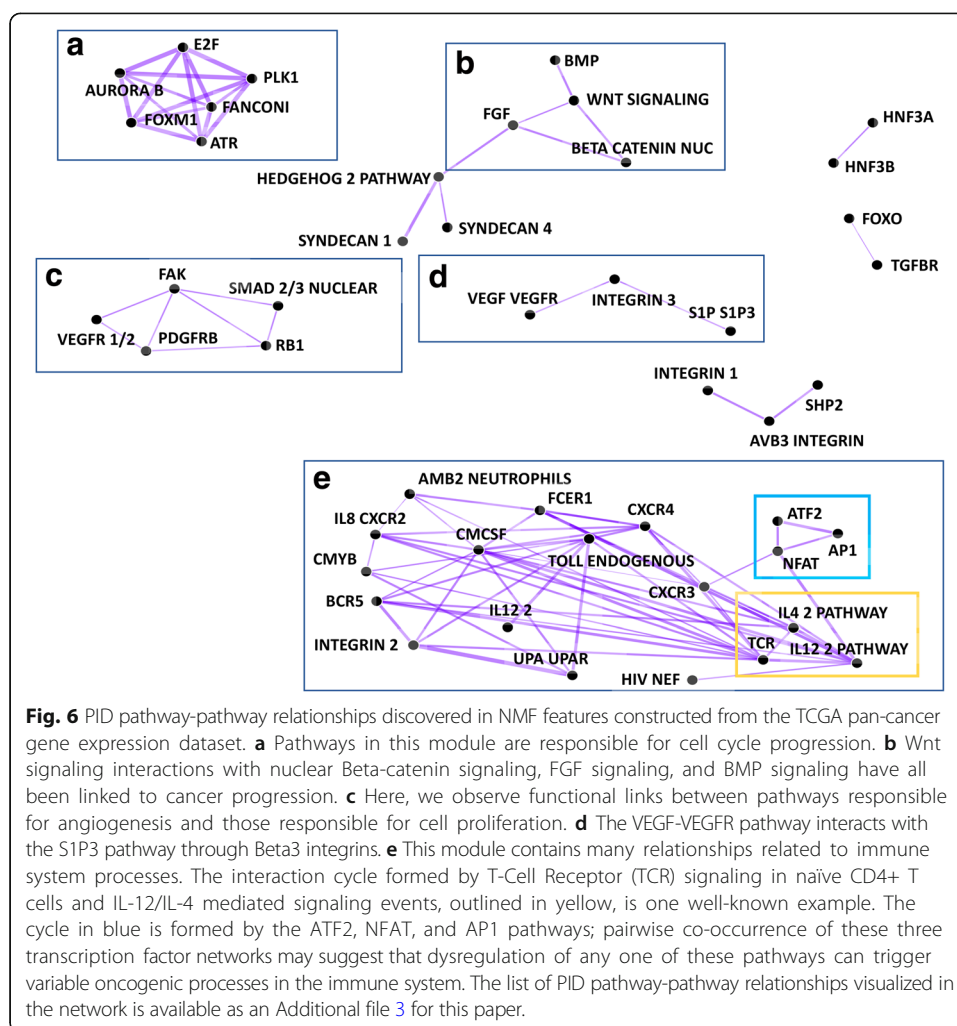 a
E2F
PLK1
AURORA B
FANCONI
FOXM1
ATR
b
BMP
WNT SIGNALING
FGF
BETA CATENIN NUC
HEDGEHOG 2 PATHWAY
SYNDECAN 4
SYNDECAN 1
HNF3A
HNF3B
FOXO
TGFBR
c
FAK
SMAD 2/3 NUCLEAR
VEGFR 1/2
PDGFRB
RB1
d
VEGF VEGFR
INTEGRIN 3
S1P S1P3
INTEGRIN 1
SHP2
AVB3 INTEGRIN
e
AMB2 NEUTROPHILS
FCER1
IL8 CXCR2
CXCR4
ATF2
CMCSF
AP1
TOLL ENDOGENOUS
NFAT
CMYB
CXCR3
BCR5
IL12 2
IL4 2 PATHWAY
INTEGRIN 2
TCR
IL12 2 PATHWAY
UPA UPAR
HIV NEF
Fig. 6 PID pathway-pathway relationships discovered in NMF features constructed from the TCGA pan-cancer
gene expression dataset. a Pathways in this module are responsible for cell cycle progression. b Wnt
signaling interactions with nuclear Beta-catenin signaling, FGF signaling, and BMP signaling have all
been linked to cancer progression. c Here, we observe functional links between pathways responsible
for angiogenesis and those responsible for cell proliferation. d The VEGF-VEGFR pathway interacts with
the S1P3 pathway through Beta3 integrins. e This module contains many relationships related to immune
system processes. The interaction cycle formed by T-Cell Receptor (TCR) signaling in naïve CD4+ T
cells and IL-12/IL-4 mediated signaling events, outlined in yellow, is one well-known example. The
cycle in blue is formed by the ATF2, NFAT, and AP1 pathways; pairwise co-occurrence of these three
transcription factor networks may suggest that dysregulation of any one of these pathways can trigger
variable oncogenic processes in the immune system. The list of PID pathway-pathway relationships visualized in
the network is available as an Additional file 3 for this paper.